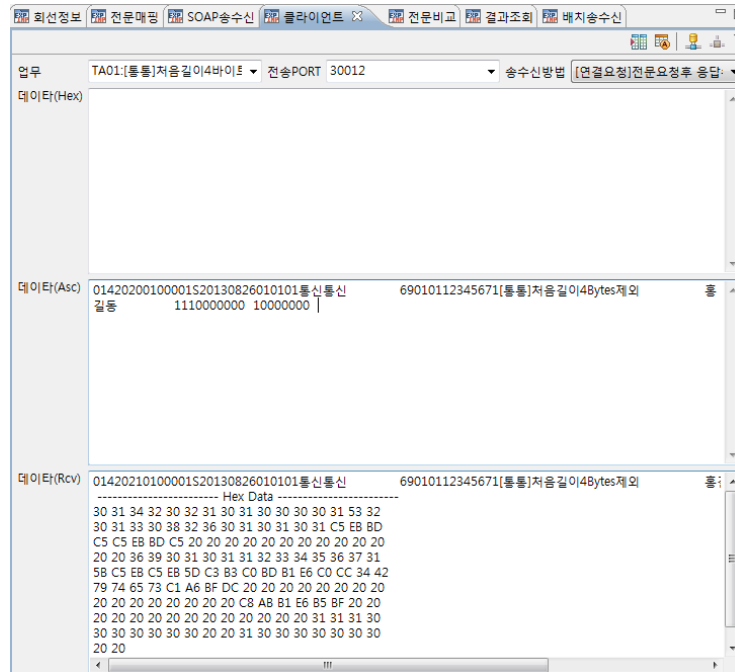 회선정보 전문매핑 SOAP송수신 클라이언트 전문비교 결과조회 배치송수신
업무 TA01:[통통]처음길이4바이트 전송PORT 30012 송수신방법 [연결요청]전문요청후 응답
데이타(Hex)
데이타(Asc) 01420200100001S20130826010101통신통신 69010112345671[통통]처음길이4Bytes제외 홍
길동 1110000000 10000000
데이타(Rcv) 01420210100001S20130826010101통신통신 69010112345671[통통]처음길이4Bytes제외 홍길
------------------------ Hex Data ------------------------
30 31 34 32 30 32 31 30 31 30 30 30 30 31 53 32
30 31 33 30 38 32 36 30 31 30 31 30 31 C5 EB BD
C5 C5 EB BD C5 20 20 20 20 20 20 20 20 20 20 20
20 20 36 39 30 31 30 31 31 32 33 34 35 36 37 31
5B C5 EB C5 EB 5D C3 B3 C0 BD B1 E6 C0 CC 34 42
79 74 65 73 C1 A6 BF DC 20 20 20 20 20 20 20 20
20 20 20 20 20 20 20 20 C8 AB B1 E6 B5 BF 20 20
20 20 20 20 20 20 20 20 20 20 20 20 31 31 31 30
30 30 30 30 30 30 20 20 31 30 30 30 30 30 30 30
20 20